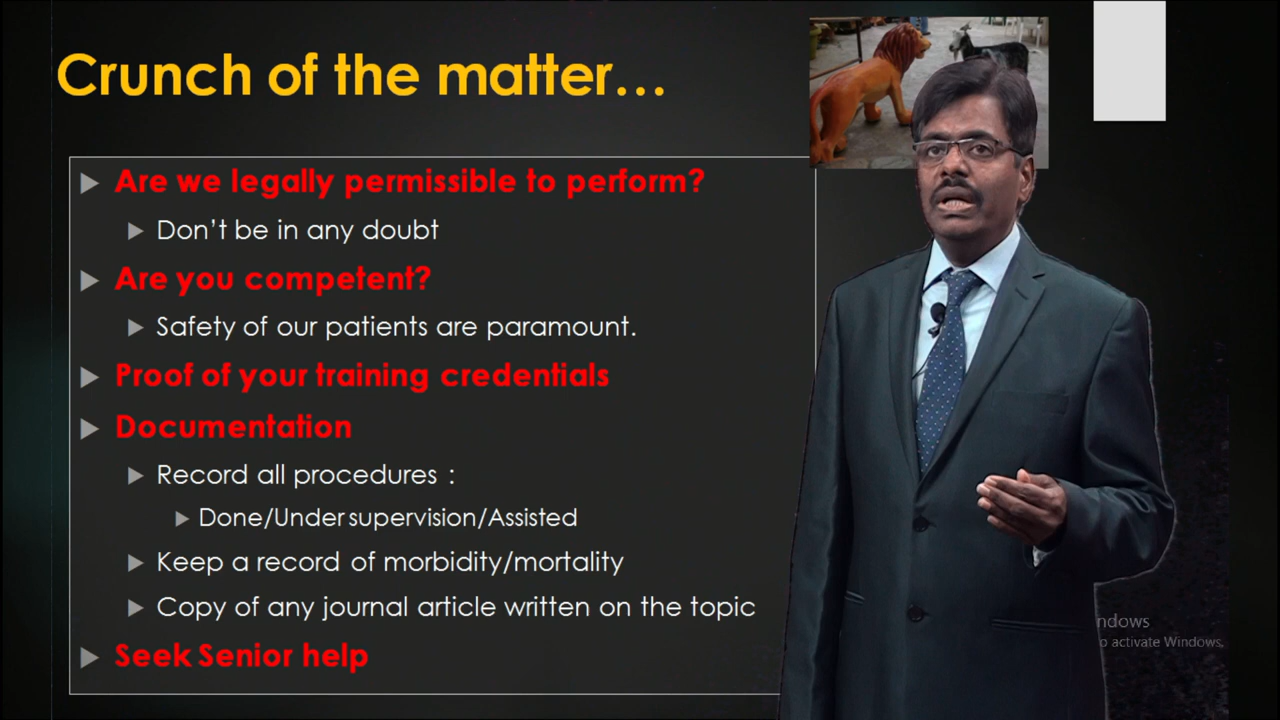 Crunch of the matter...
Are we legally permissible to perform?
Don't be in any doubt
Are you competent?
Safety of our patients are paramount.
Proof of your training credentials
Documentation
Record all procedures :
Done/Under supervision/Assisted
Keep a record of morbidity/mortality
Copy of any journal article written on the topic
Seek Senior help
activate Windows,